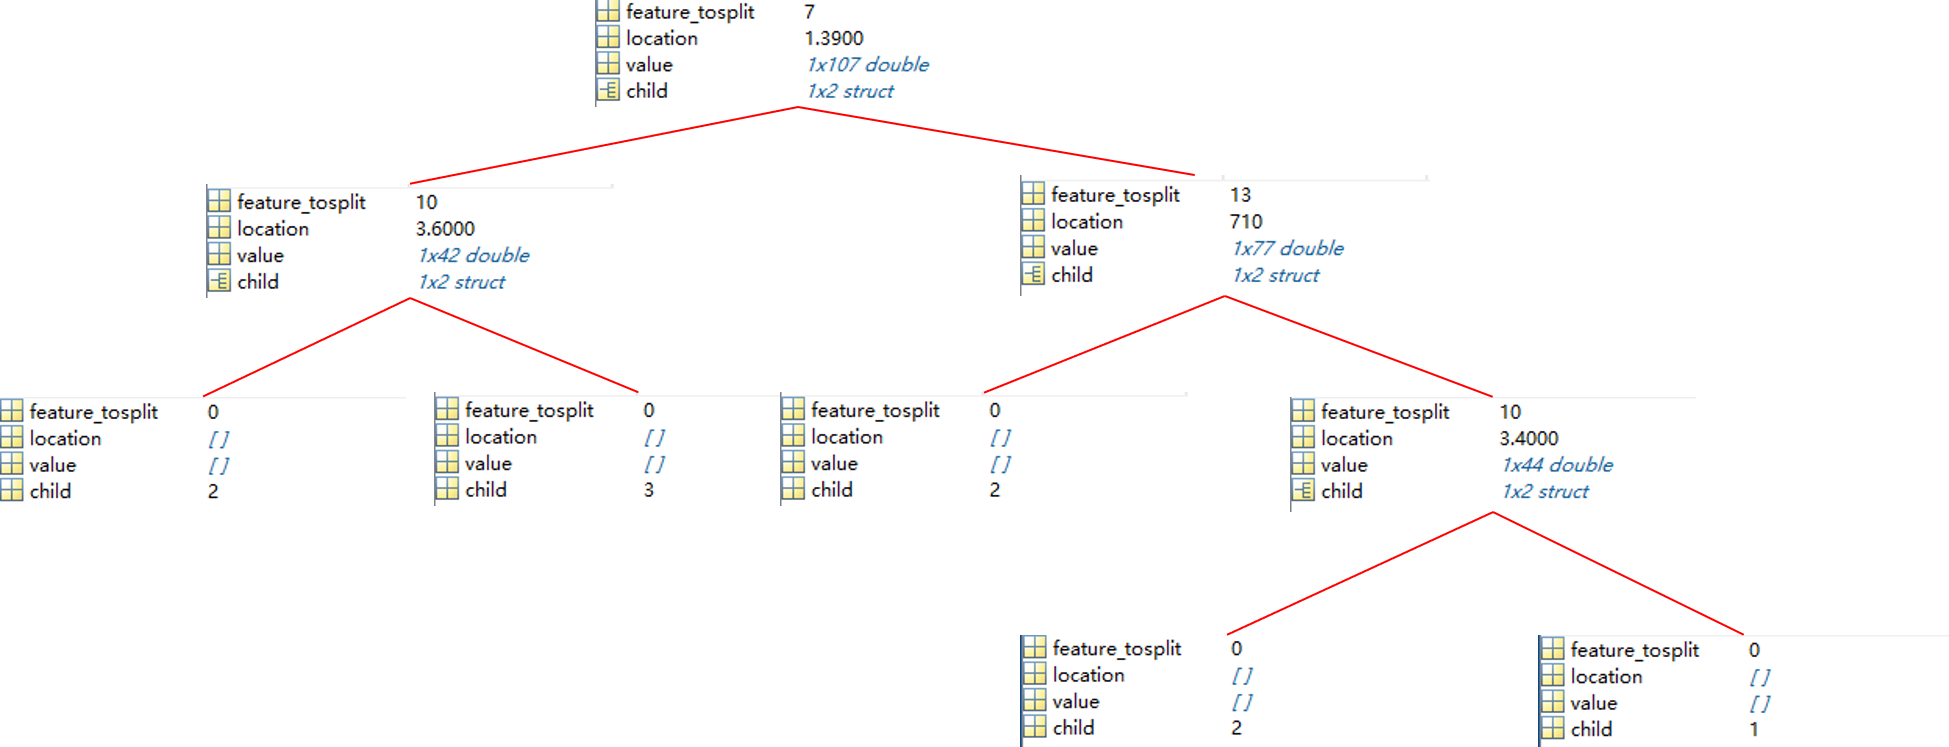 feature_tosplit 7
location 1.3900
value 1x107 double
child 1x2 struct
feature_tosplit 10
location 3.6000
value 1x42 double
child 1x2 struct
feature_tosplit 13
location 710
value 1x77 double
child 1x2 struct
feature_tosplit 0
location []
value []
child 2
feature_tosplit 0
location []
value []
child 3
feature_tosplit 0
location []
value []
child 2
feature_tosplit 10
location 3.4000
value 1x44 double
child 1x2 struct
feature_tosplit 0
location []
value []
child 2
feature_tosplit 0
location []
value []
child 1